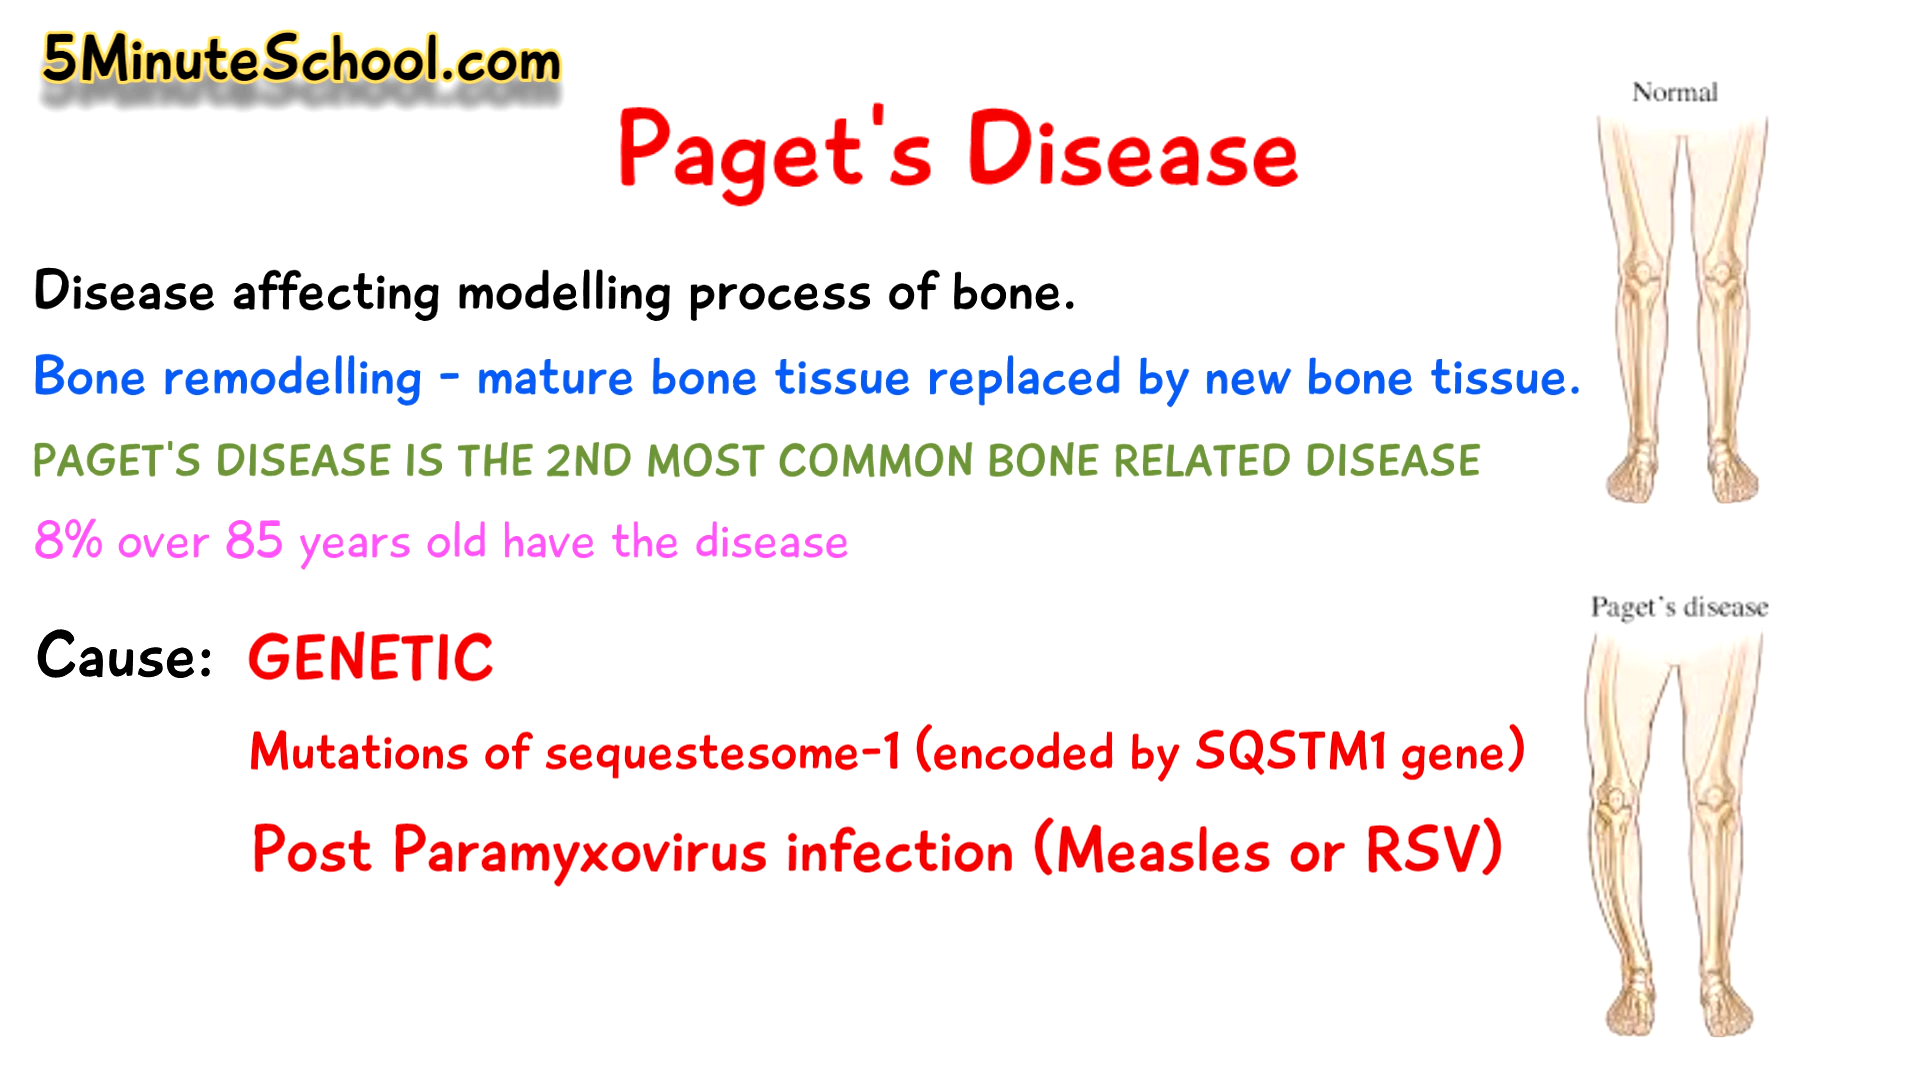 5MinuteSchool.com
Paget's Disease
Normal
Disease affecting modelling process of bone.
Bone remodelling - mature bone tissue replaced by new bone tissue.
PAGET'S DISEASE IS THE 2ND MOST COMMON BONE RELATED DISEASE
8% over 85 years old have the disease
Paget's disease
Cause: GENETIC
Mutations of sequestesome-1 (encoded by SQSTM1 gene)
Post Paramyxovirus infection (Measles or RSV)